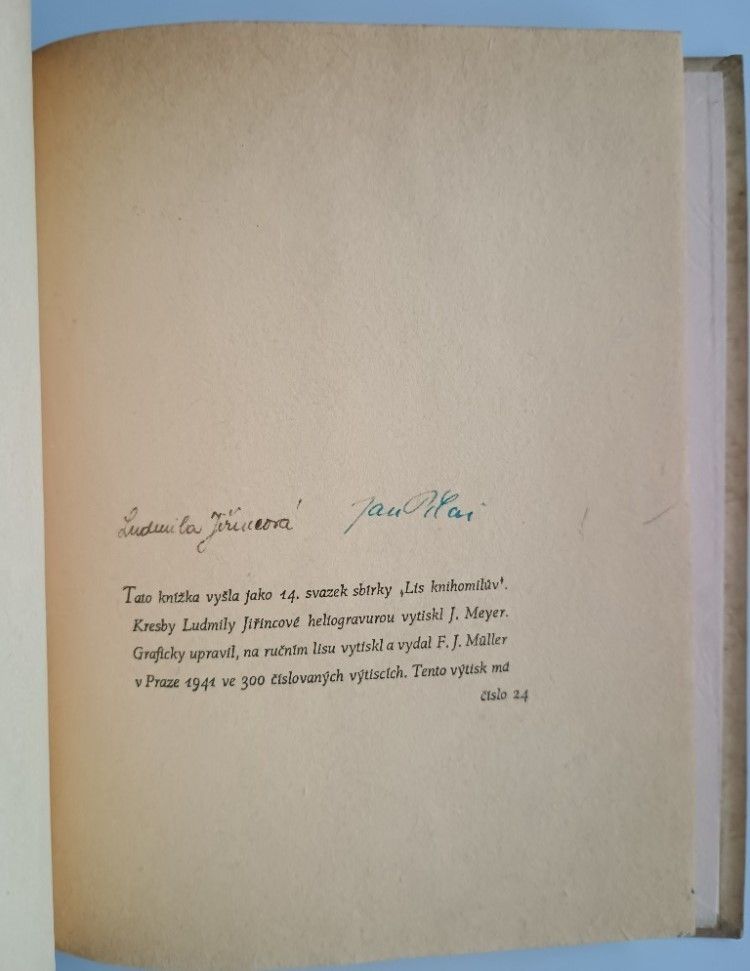 Ludmila Jiřincová Jan Pilař
Tato knížka vyšla jako 14. svazek sbírky ‚Lis knihomilův‘.
Kresby Ludmily Jiřincové heliogravurou vytiskl J. Meyer.
Graficky upravil, na ručním lisu vytiskl a vydal F. J. Müller
v Praze 1941 ve 300 číslovaných výtiscích. Tento výtisk má
číslo 24